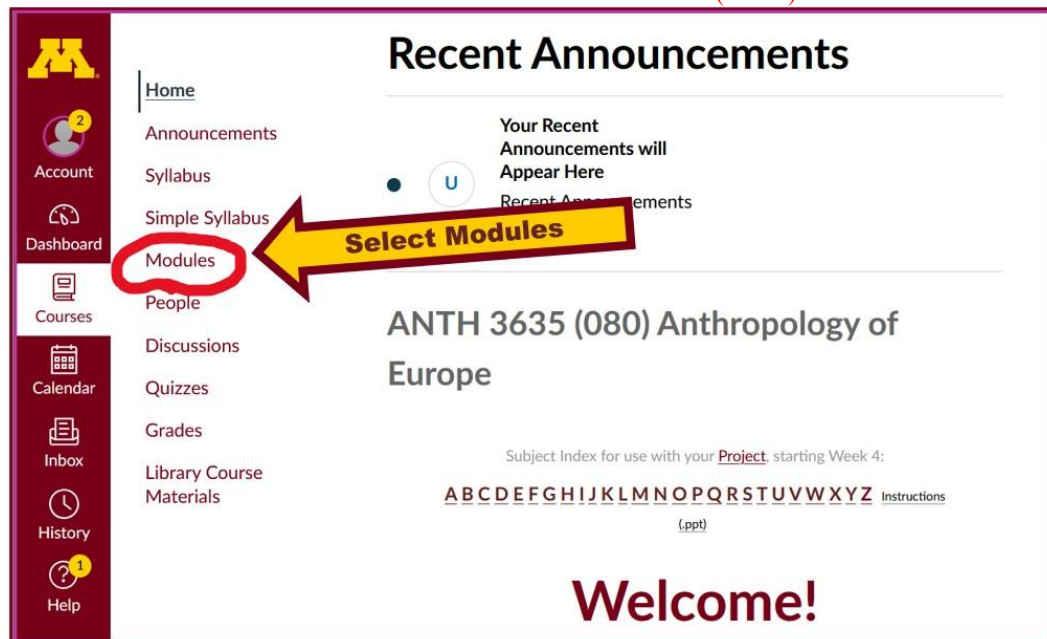 Recent Announcements
M
2
Account
Dashboard
Courses
Calendar
Inbox
History
1
Help
Home
Announcements
Syllabus
Simple Syllabus
Modules
People
Discussions
Quizzes
Grades
Library Course
Materials
Your Recent
Announcements will
Appear Here
U
Recent Announcements
Select Modules
ANTH 3635 (080) Anthropology of
Europe
Subject Index for use with your Project, starting Week 4:
A B C D E F G H I J K L M N O P Q R S T U V W X Y Z Instructions
(.ppt)
Welcome!